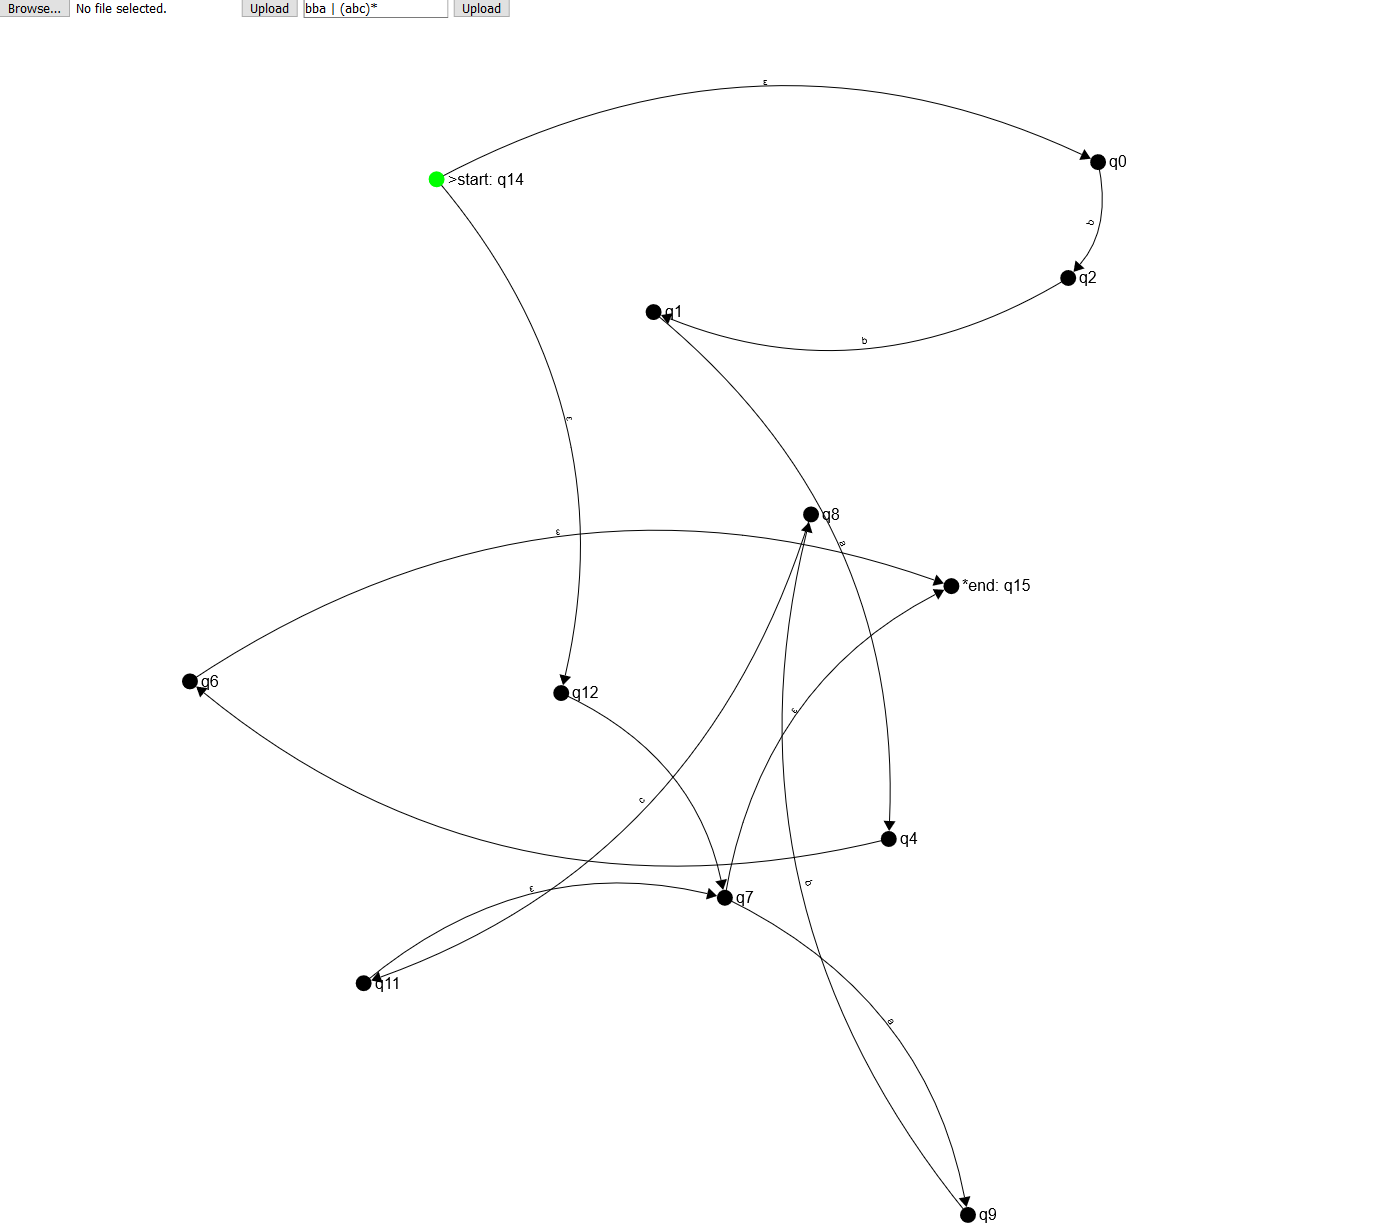 Browse... No file selected. Upload bba | (abc)* Upload
ε
q0
>start: q14
b
q2
q1
b
ε
q8
ε
a
*end: q15
q6
q12
ε
c
q4
b
ε
q7
q11
a
q9